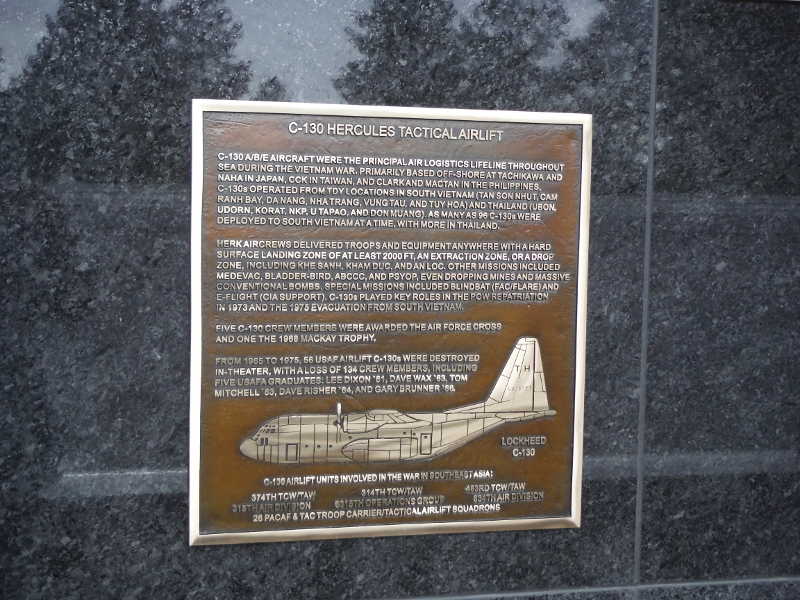 C-130 HERCULES TACTICAL AIRLIFT
C-130 A/B/E AIRCRAFT WERE THE PRINCIPAL AIR LOGISTICS LIFELINE THROUGHOUT
SEA DURING THE VIETNAM WAR. PRIMARILY BASED OFF-SHORE AT TACHIKAWA AND
NAHA IN JAPAN, CCK IN TAIWAN, AND CLARK AND MACTAN IN THE PHILIPPINES,
C-130s OPERATED FROM TDY LOCATIONS IN SOUTH VIETNAM (TAN SON NHUT, CAM
RANH BAY, DA NANG, NHA TRANG, VUNG TAU, AND TUY HOA) AND THAILAND (UBON,
UDORN, KORAT, NKP, U TAPAO, AND DON MUANG). AS MANY AS 96 C-130s WERE
DEPLOYED TO SOUTH VIETNAM AT A TIME, WITH MORE IN THAILAND.
HERK AIRCREWS DELIVERED TROOPS AND EQUIPMENT ANYWHERE WITH A HARD
SURFACE LANDING ZONE OF AT LEAST 2000 FT, AN EXTRACTION ZONE, OR A DROP
ZONE, INCLUDING KHE SANH, KHAM DUC, AND AN LOC. OTHER MISSIONS INCLUDED
MEDEVAC, BLADDER-BIRD, ABCCC, AND PSYOP, EVEN DROPPING MINES AND MASSIVE
CONVENTIONAL BOMBS. SPECIAL MISSIONS INCLUDED BLINDBAT (FAC/FLARE) AND
E-FLIGHT (CIA SUPPORT). C-130s PLAYED KEY ROLES IN THE POW REPATRIATION
IN 1973 AND THE 1975 EVACUATION FROM SOUTH VIETNAM.
FIVE C-130 CREW MEMBERS WERE AWARDED THE AIR FORCE CROSS
AND ONE THE 1968 MACKAY TROPHY.
FROM 1965 TO 1975, 56 USAF AIRLIFT C-130s WERE DESTROYED
IN-THEATER, WITH A LOSS OF 134 CREW MEMBERS, INCLUDING
FIVE USAFA GRADUATES: LEE DIXON '61, DAVE WAX '63, TOM
MITCHELL '63, DAVE RISHER '64, AND GARY BRUNNER '66.
TH
LOCKHEED
C-130
C-130 AIRLIFT UNITS INVOLVED IN THE WAR IN SOUTHEAST ASIA:
374TH TCW/TAW 314TH TCW/TAW 463RD TCW/TAW
315TH AIR DIVISION 6315TH OPERATIONS GROUP 834TH AIR DIVISION
26 PACAF & TAC TROOP CARRIER/TACTICAL AIRLIFT SQUADRONS